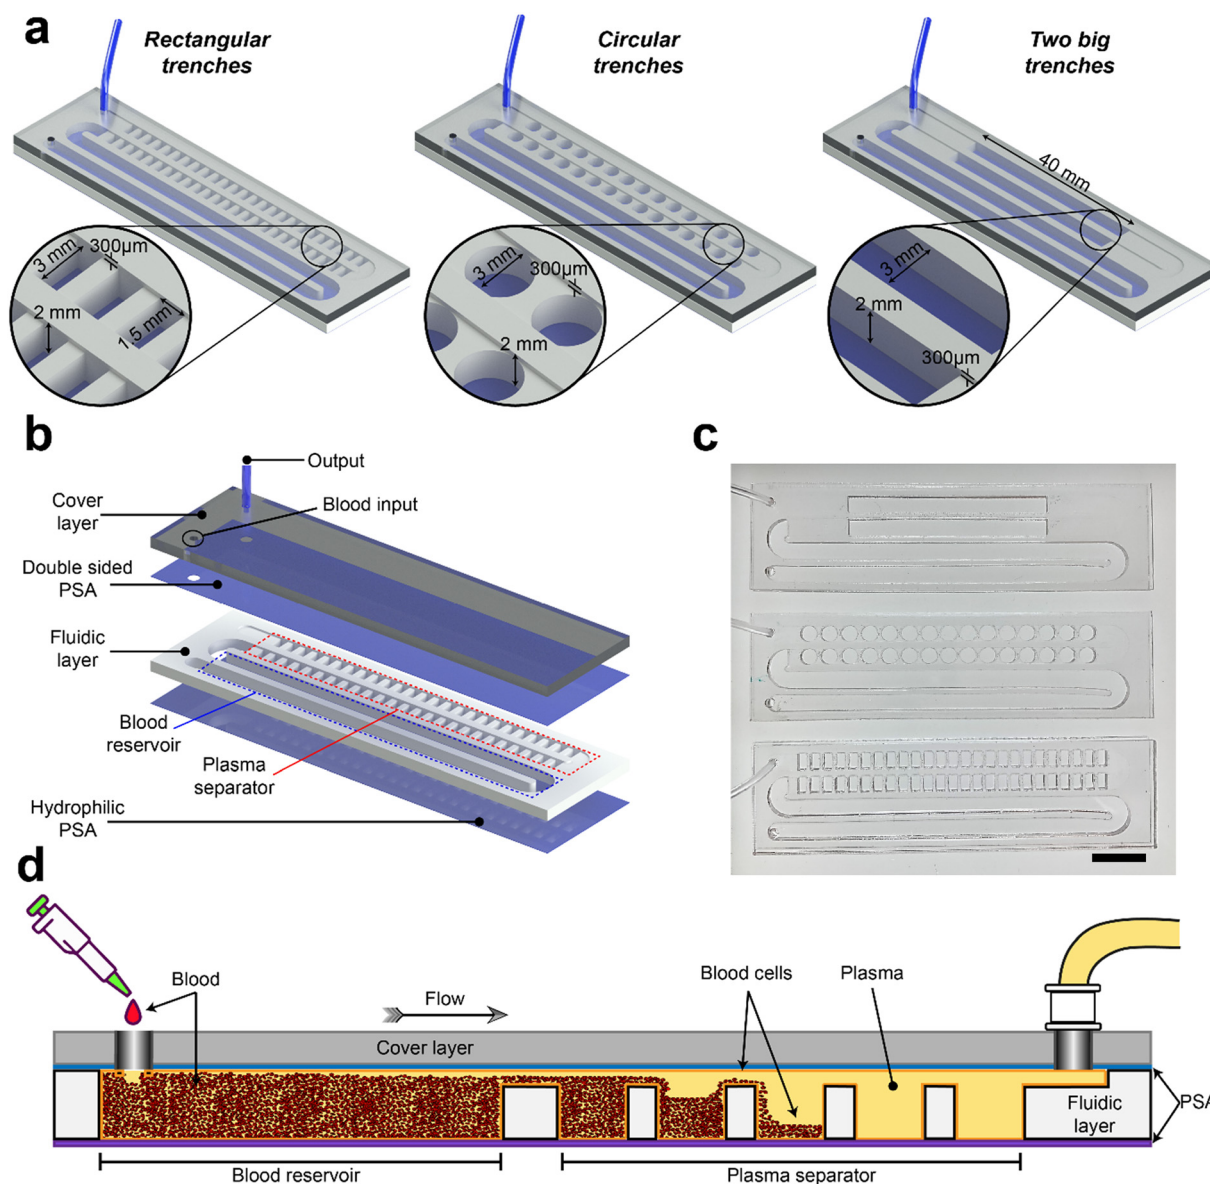 a
Rectangular
trenches
Circular
trenches
Two big
trenches
40 mm
3 mm
300µm
2 mm
1.5 mm
3 mm
300µm
2 mm
3 mm
2 mm
300µm
b
Output
Cover
layer
Blood input
Double sided
PSA
Fluidic
layer
Blood
reservoir
Plasma
separator
Hydrophilic
PSA
c
d
Blood
Flow
Blood cells
Plasma
Cover layer
Fluidic
layer
PSA
Blood reservoir
Plasma separator